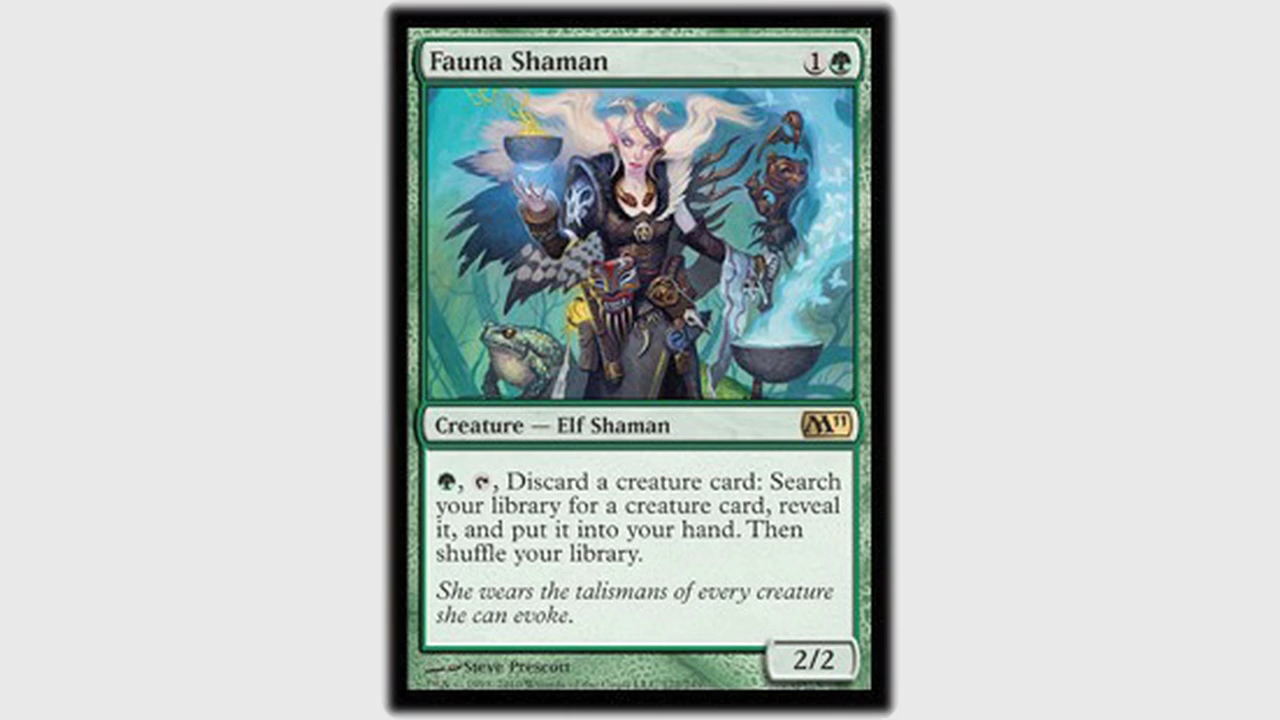 Fauna Shaman 1
Creature — Elf Shaman M11
, , Discard a creature card: Search
your library for a creature card, reveal
it, and put it into your hand. Then
shuffle your library.
She wears the talismans of every creature
she can evoke.
Steve Prescott
2/2